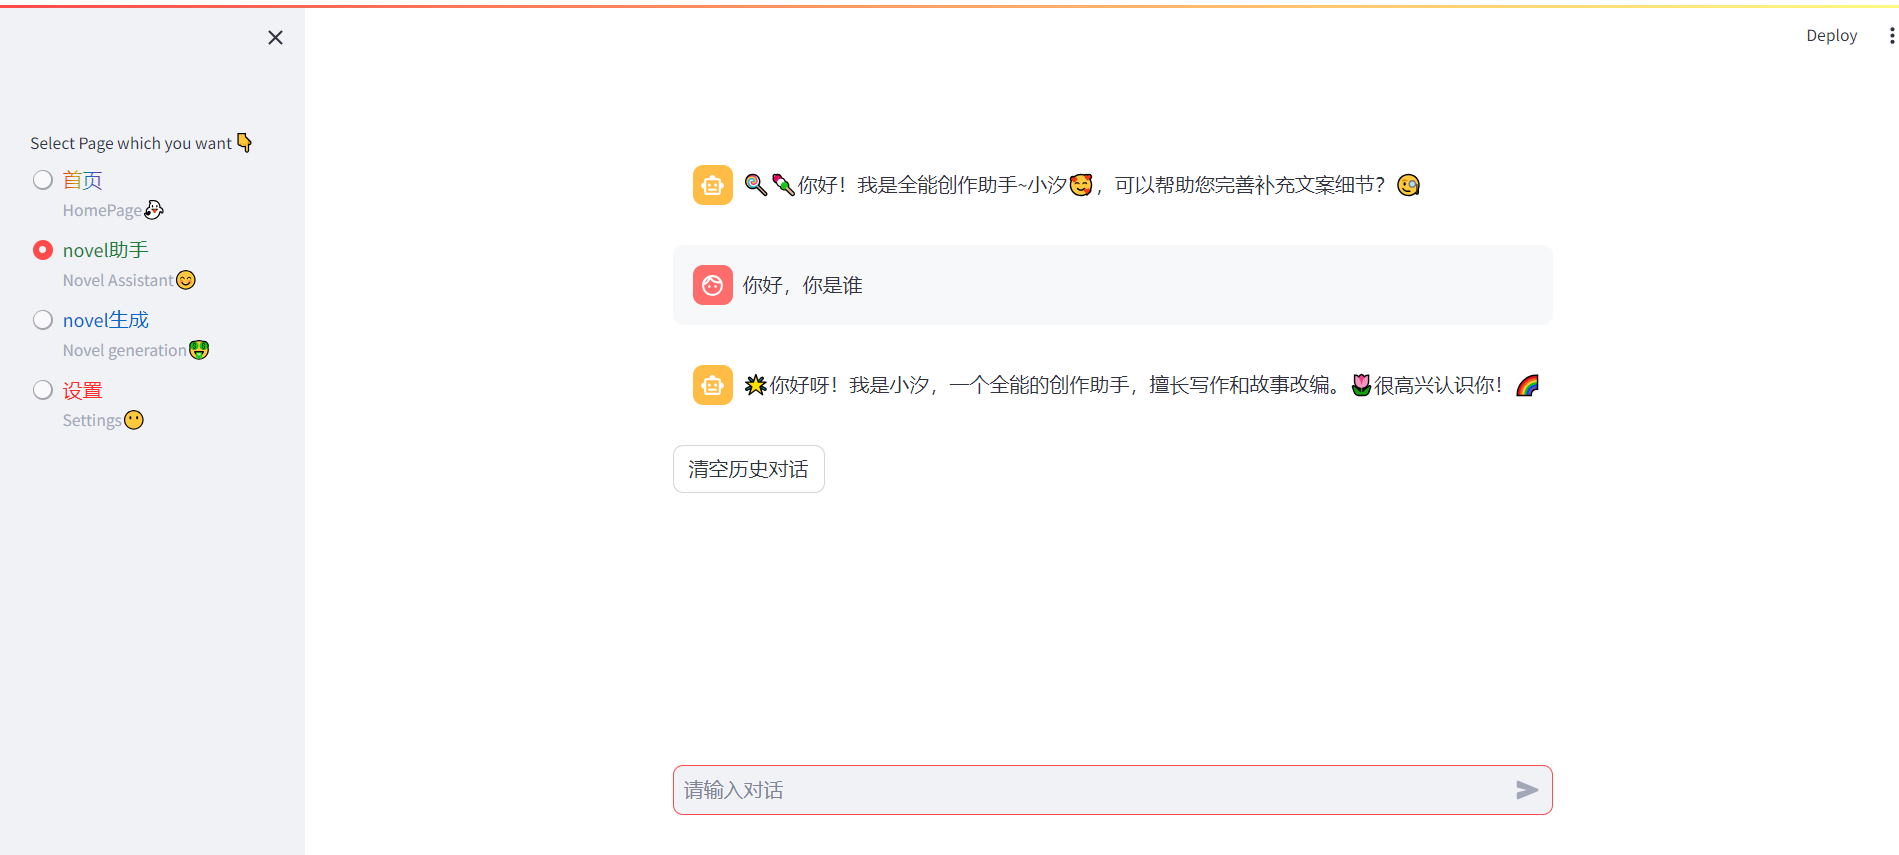 Deploy
Select Page which you want👇
首页
HomePage👻
novel助手
Novel Assistant😊
novel生成
Novel generation🤑
设置
Settings😶
🍭🍬你好！我是全能创作助手~小汐🥰，可以帮助您完善补充文案细节？🧐
你好，你是谁
🌟你好呀！我是小汐，一个全能的创作助手，擅长写作和故事改编。🌷很高兴认识你！🌈
清空历史对话
请输入对话